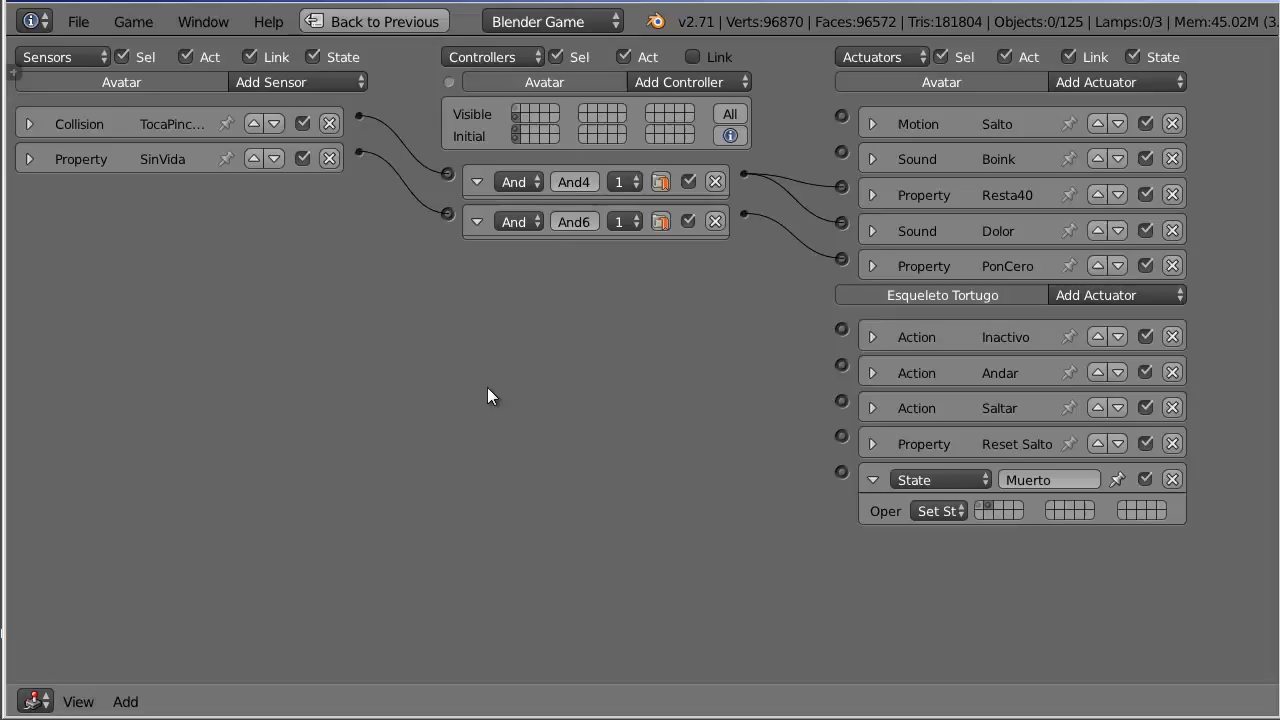 File Game Window Help Back to Previous Blender Game v2.71 | Verts:96870 | Faces:96572 | Tris:181804 | Objects:0/125 | Lamps:0/3 | Mem:45.02M (3
Sensors Sel Act Link State Controllers Sel Act Link Actuators Sel Act Link State
Avatar Add Sensor Avatar Add Controller Avatar Add Actuator
Visible All
Collision TocaPinc... Motion Salto
Initial
Property SinVida Sound Boink
And And4 1 Property Resta40
And And6 1 Sound Dolor
Property PonCero
Esqueleto Tortugo Add Actuator
Action Inactivo
Action Andar
Action Saltar
Property Reset Salto
State Muerto
Oper Set St
View Add